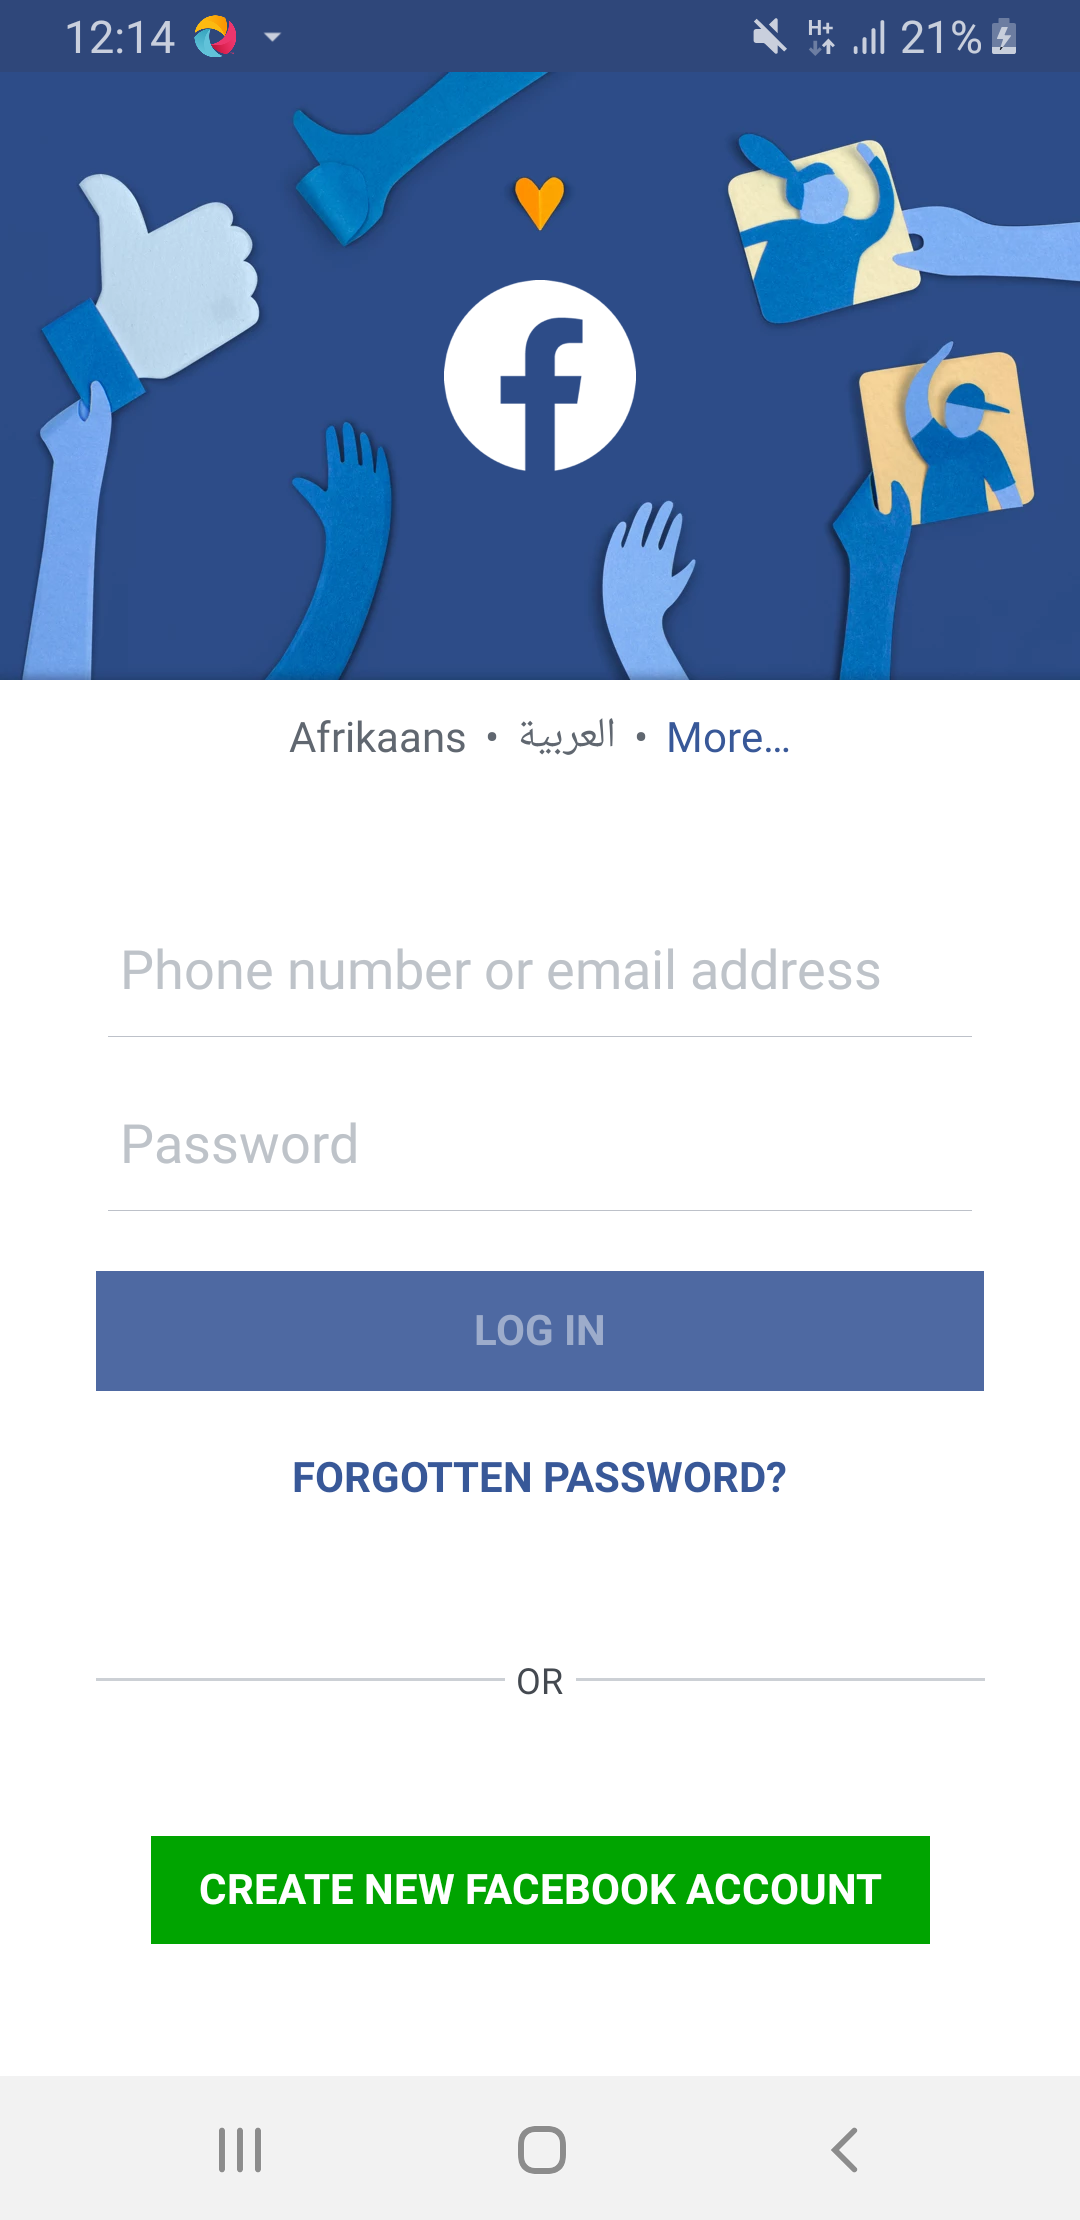 12:14 H+ 21%
Afrikaans • العربية • More...
Phone number or email address
Password
LOG IN
FORGOTTEN PASSWORD?
OR
CREATE NEW FACEBOOK ACCOUNT